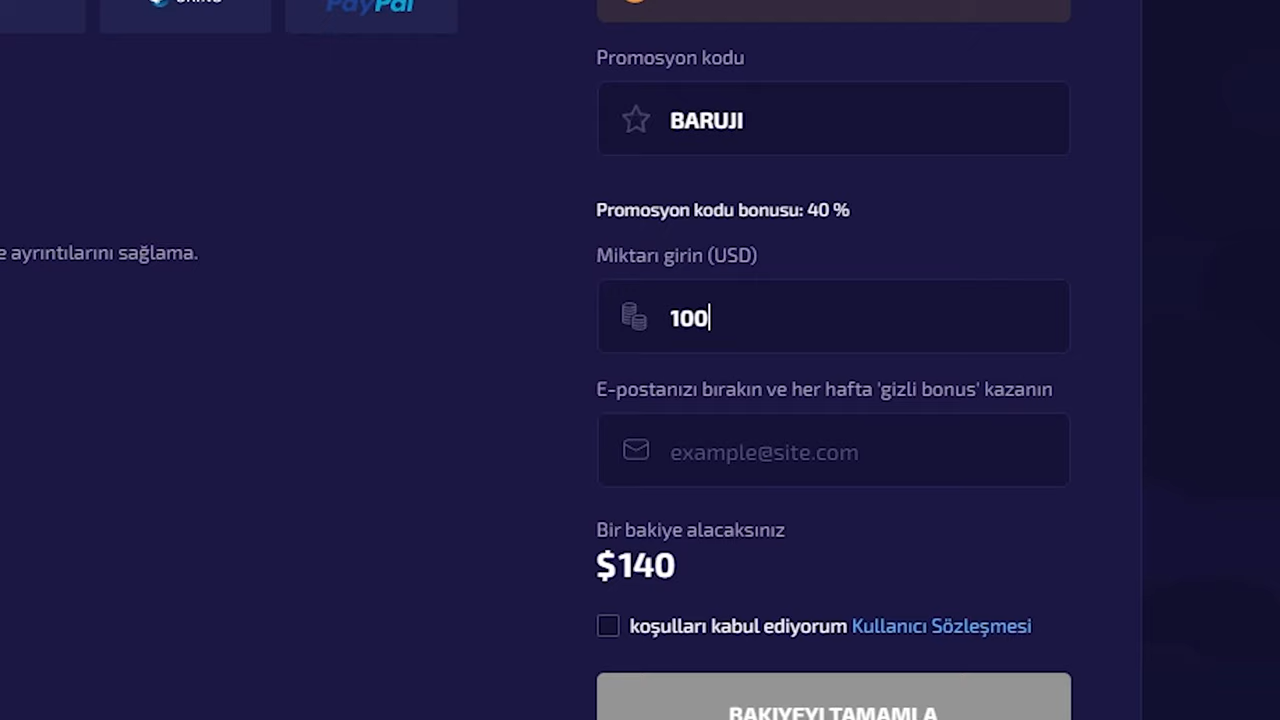 PayPal
Promosyon kodu
BARUJI
Promosyon kodu bonusu: 40 %
e ayrıntılarını sağlama.
Miktarı girin (USD)
100
E-postanızı bırakın ve her hafta 'gizli bonus' kazanın
example@site.com
Bir bakiye alacaksınız
$140
koşulları kabul ediyorum Kullanıcı Sözleşmesi
BAKIYEYI TAMAMLA